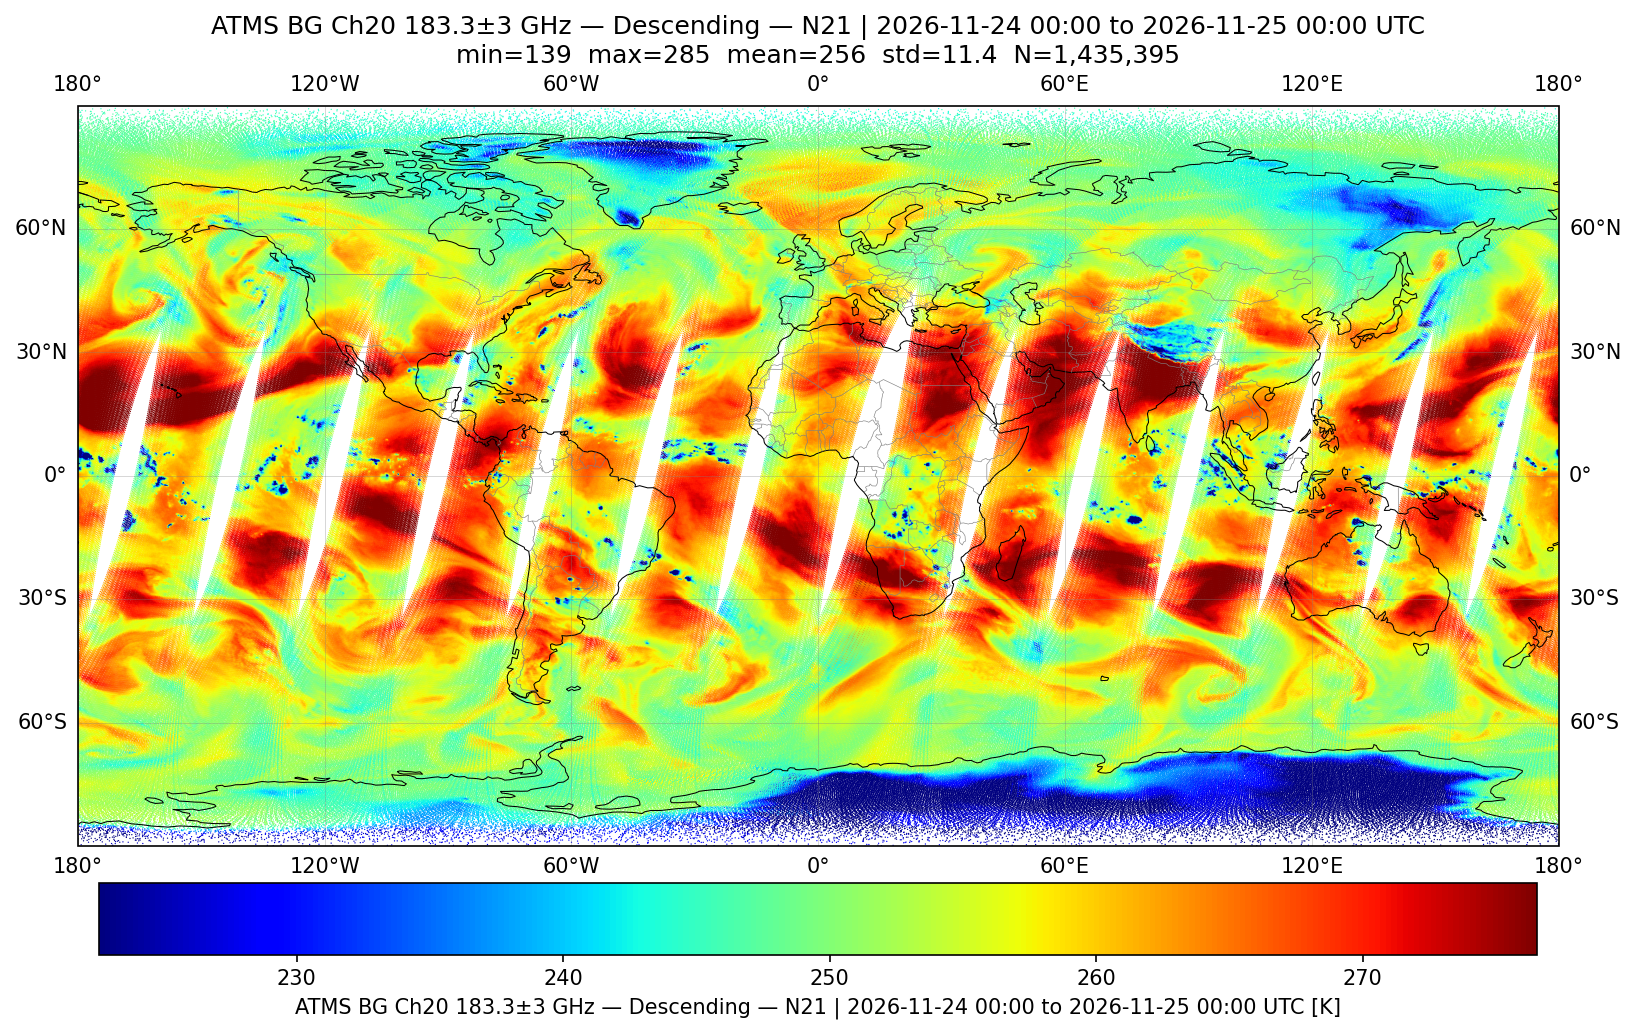 ATMS BG Ch20 183.3±3 GHz — Descending — N21 | 2026-11-24 00:00 to 2026-11-25 00:00 UTC
min=139  max=285  mean=256  std=11.4  N=1,435,395
180° 120°W 60°W 0° 60°E 120°E 180°
60°N 60°N
30°N 30°N
0° 0°
30°S 30°S
60°S 60°S
180° 120°W 60°W 0° 60°E 120°E 180°
230 240 250 260 270
ATMS BG Ch20 183.3±3 GHz — Descending — N21 | 2026-11-24 00:00 to 2026-11-25 00:00 UTC [K]